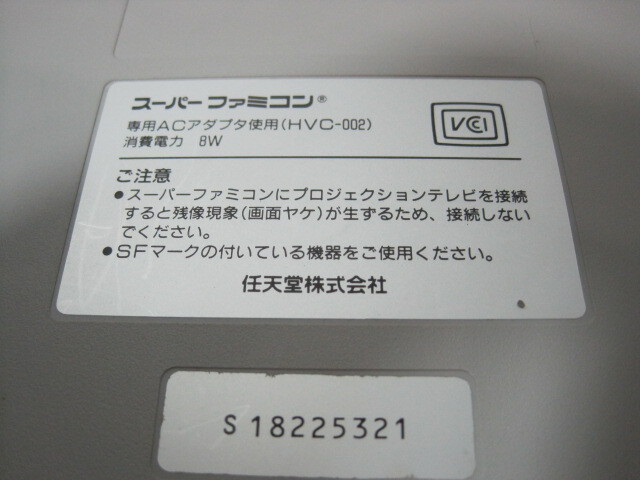 スーパーファミコン®
専用ACアダプタ使用(HVC-002)
消費電力 8W
VCI
ご注意
●スーパーファミコンにプロジェクションテレビを接続
すると残像現象(画面ヤケ)が生ずるため、接続しない
でください。
●SFマークの付いている機器をご使用ください。
任天堂株式会社
S 18225321